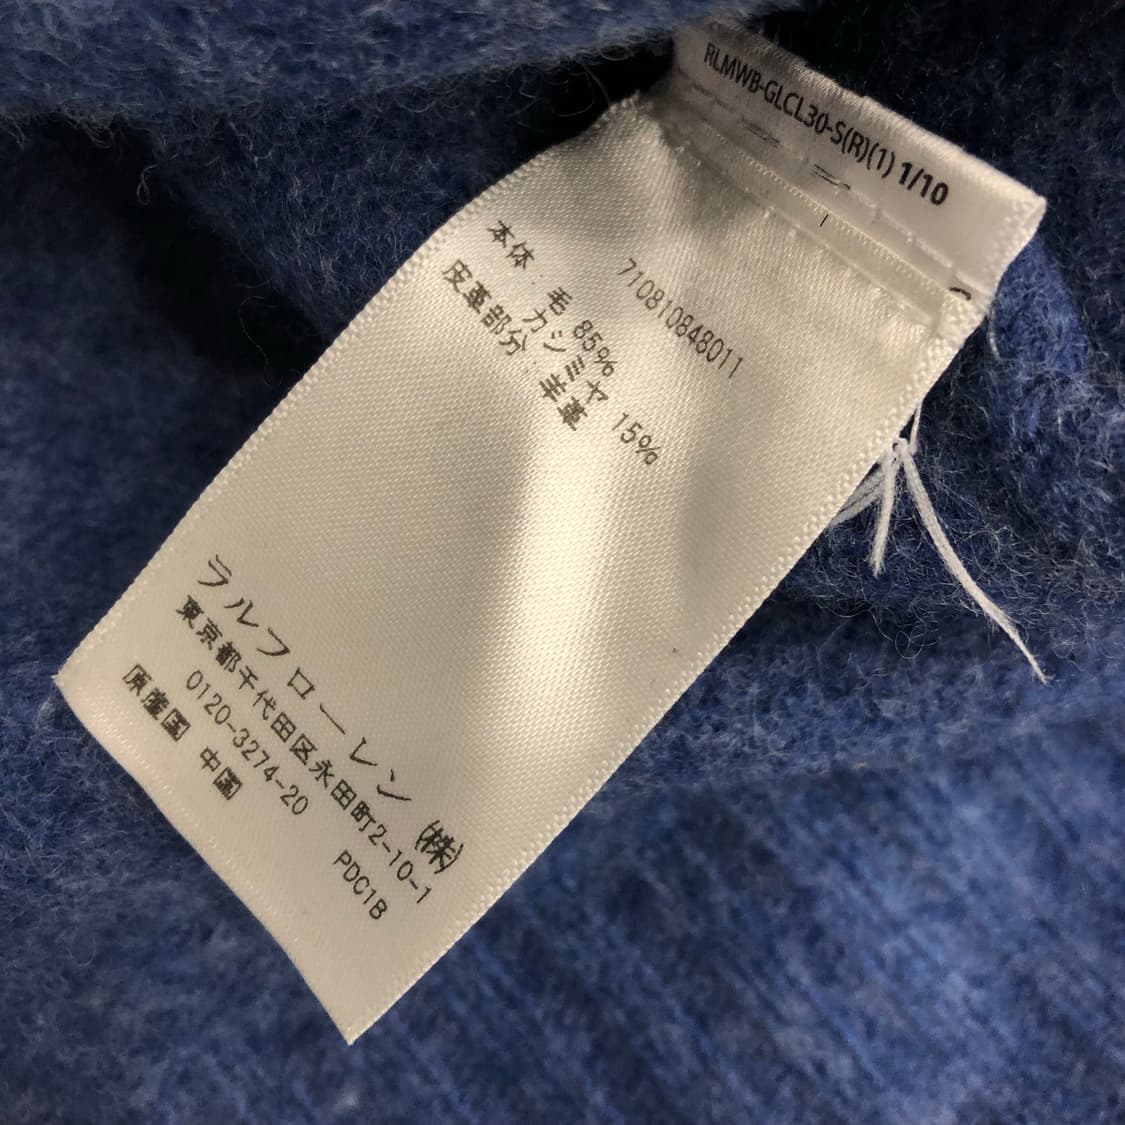 RLMWB-GLCL30-S(R)(1) 1/10
710810848011
本体:毛 85%
カシミヤ 15%
皮革部分:羊革
ラルフローレン(株)
東京都千代田区永田町2-10-1
0120-3274-20 PDC1B
原産国 中国